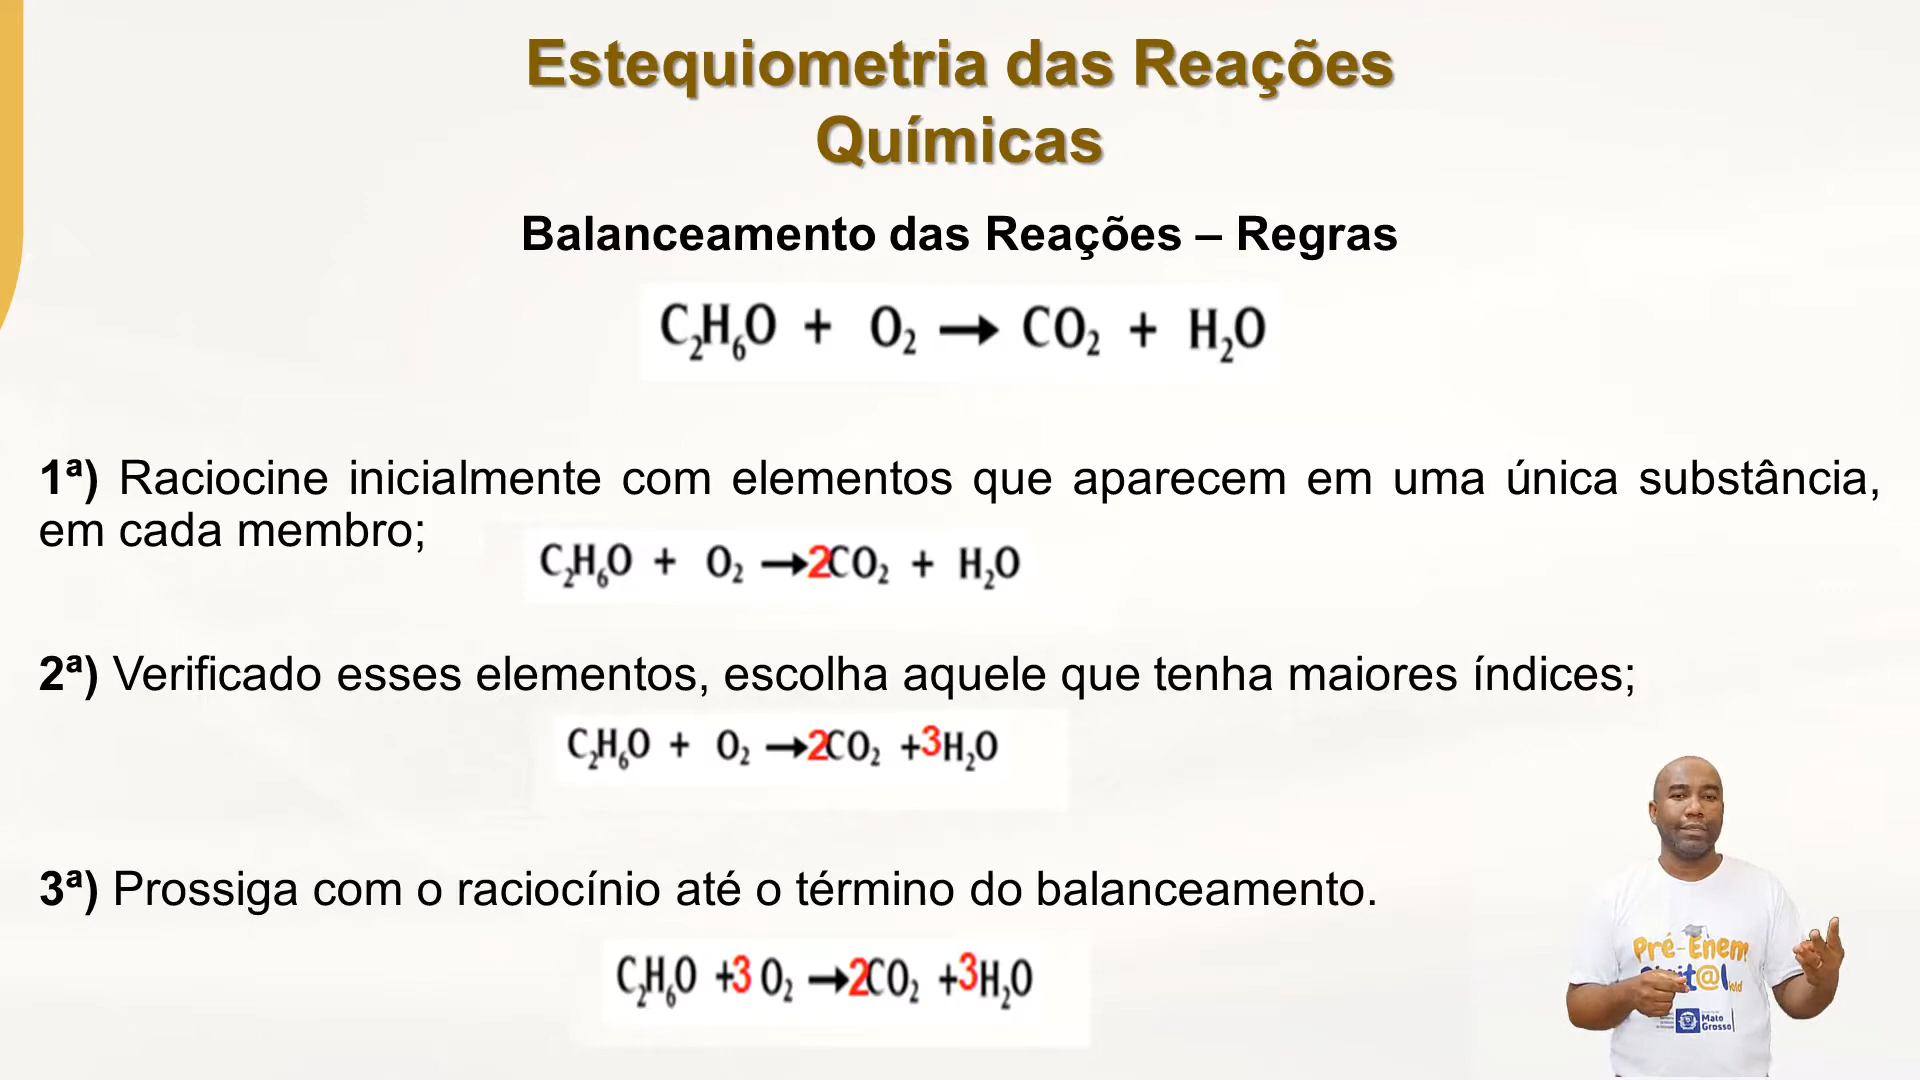 Estequiometria das Reações
Químicas
Balanceamento das Reações – Regras
C₂H₆O + O₂ → CO₂ + H₂O
1ª) Raciocine inicialmente com elementos que aparecem em uma única substância,
em cada membro;
C₂H₆O + O₂ → 2CO₂ + H₂O
2ª) Verificado esses elementos, escolha aquele que tenha maiores índices;
C₂H₆O + O₂ → 2CO₂ + 3H₂O
3ª) Prossiga com o raciocínio até o término do balanceamento.
C₂H₆O + 3 O₂ → 2CO₂ + 3H₂O
Pré-Enem
Mato
Grosso